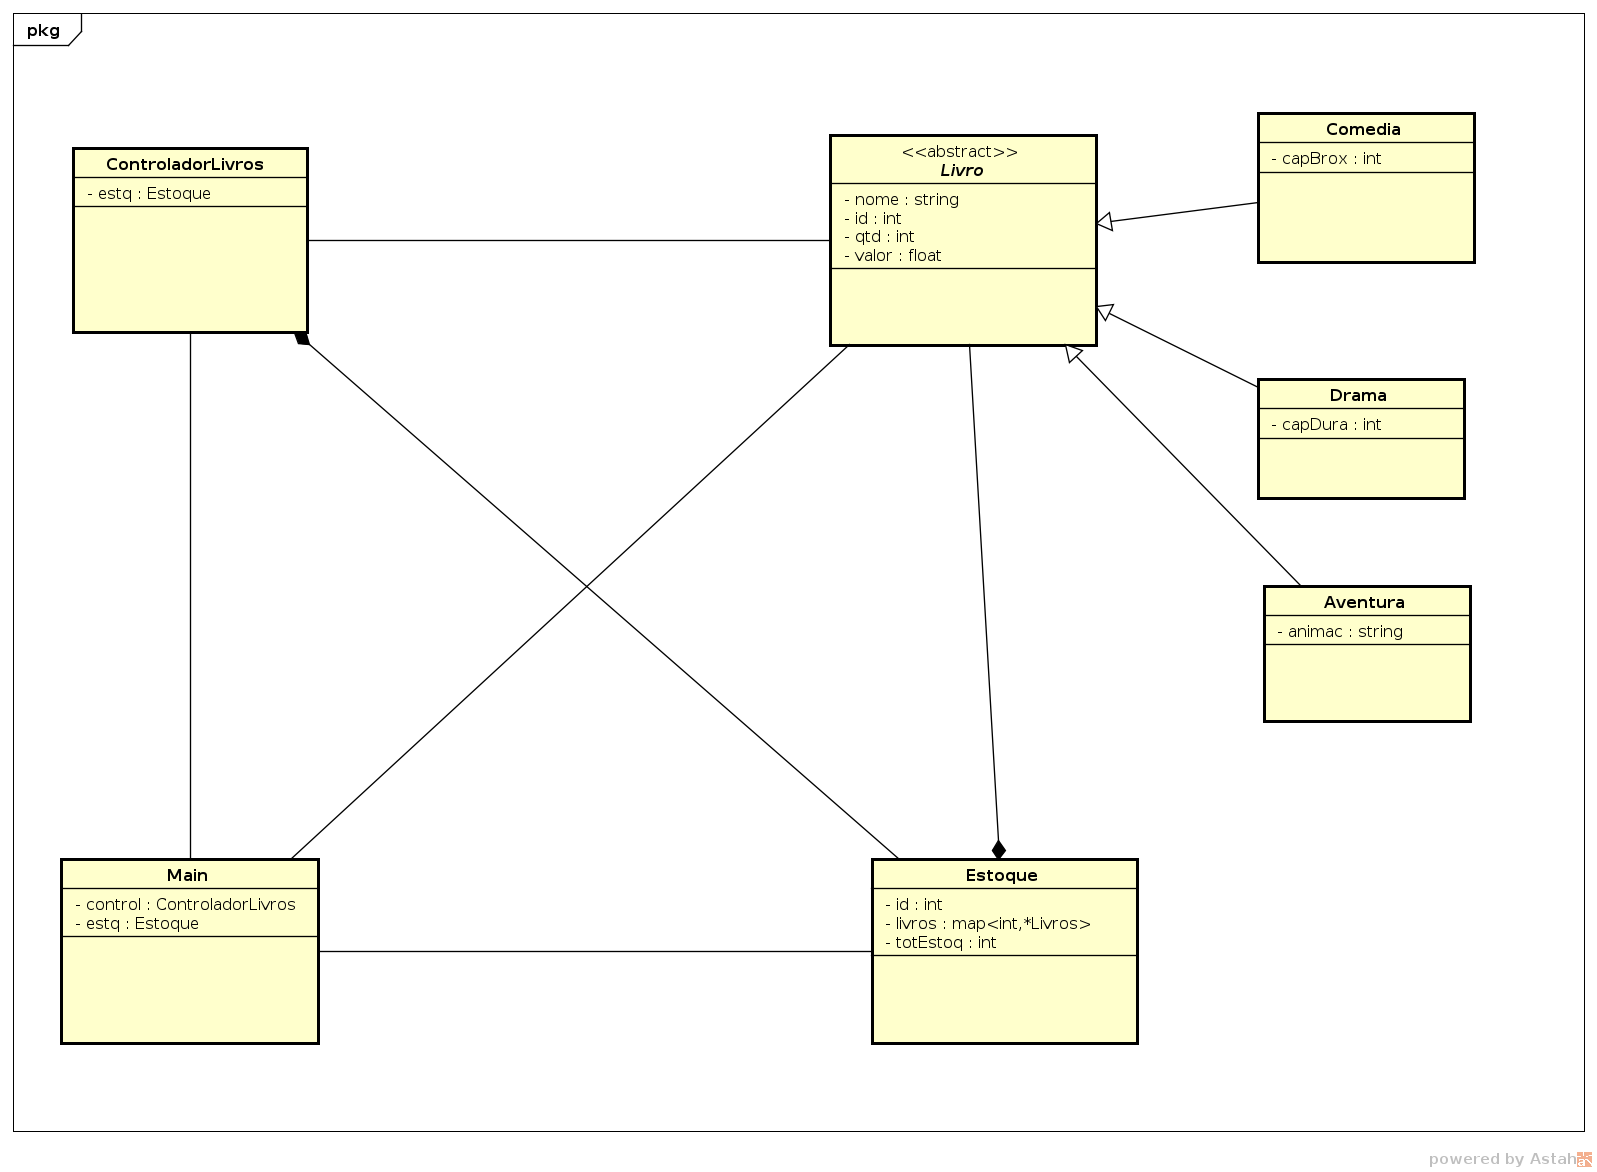 pkg
ControladorLivros
- estq : Estoque
<<abstract>>
Livro
- nome : string
- id : int
- qtd : int
- valor : float
Comedia
- capBrox : int
Drama
- capDura : int
Aventura
- animac : string
Main
- control : ControladorLivros
- estq : Estoque
Estoque
- id : int
- livros : map<int,*Livros>
- totEstoq : int
powered by Astah